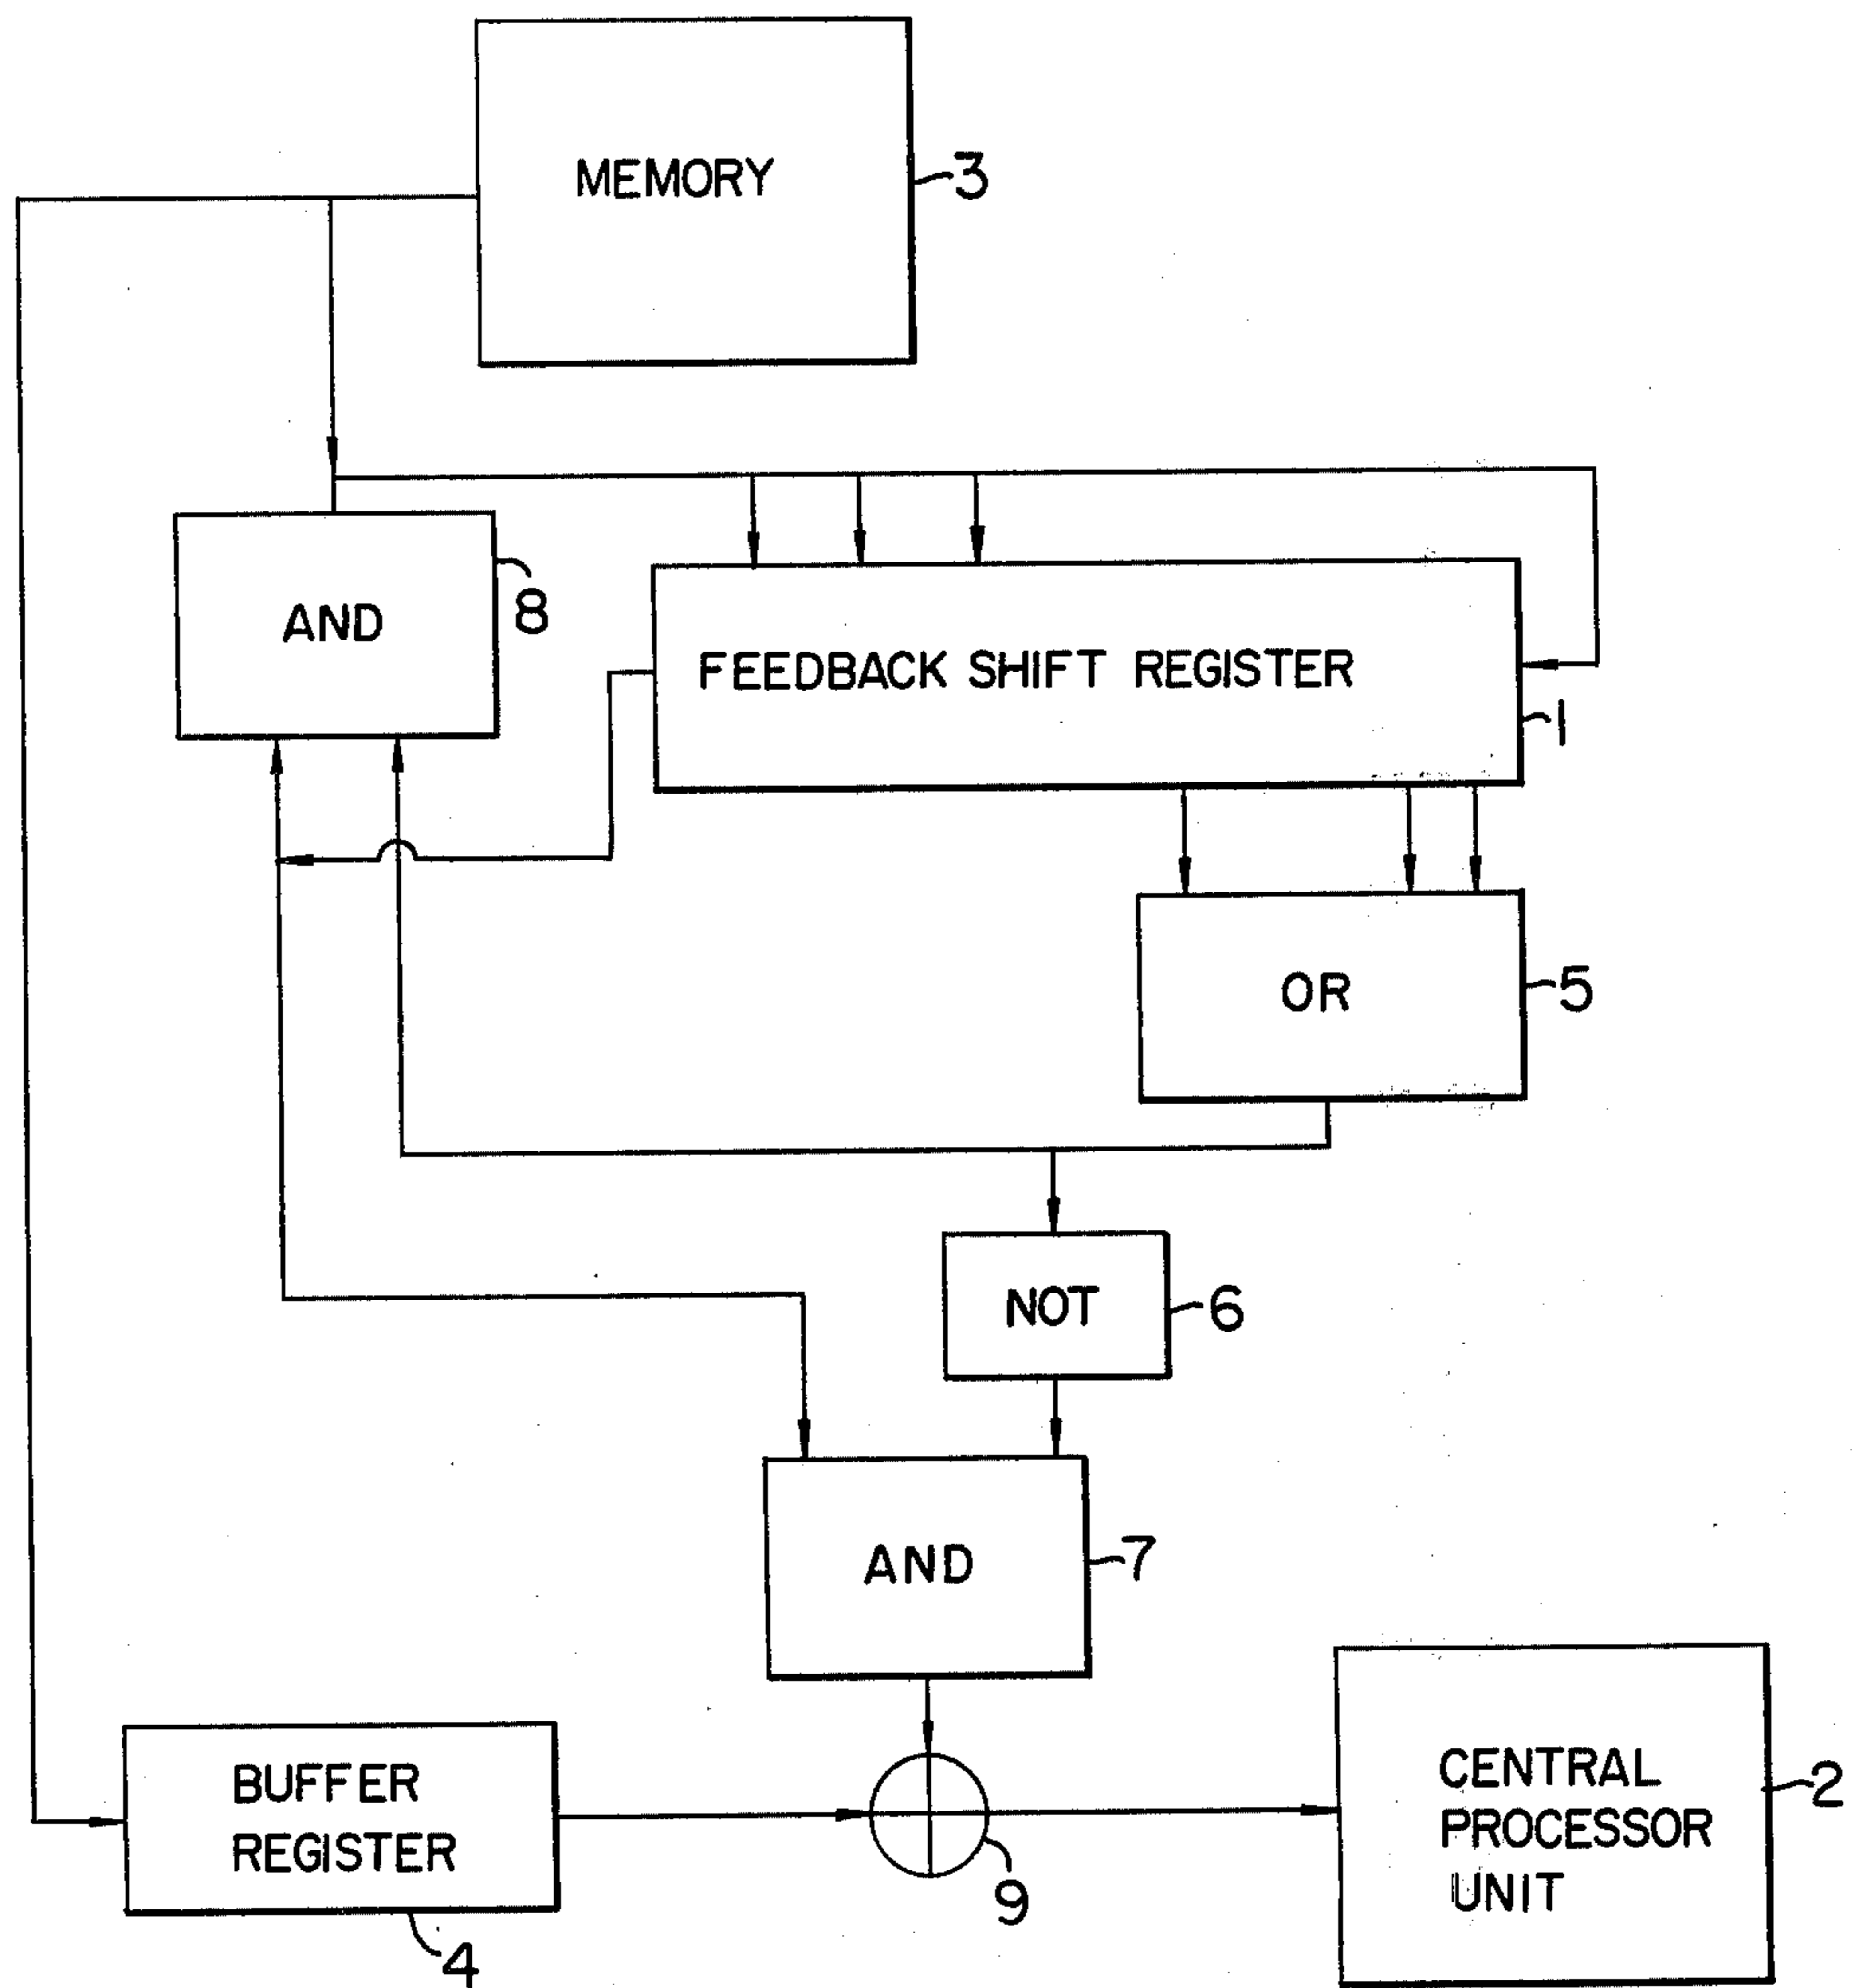 MEMORY
3
AND
8
FEEDBACK SHIFT REGISTER
1
OR
5
NOT
6
AND
7
BUFFER
REGISTER
4
9
CENTRAL
PROCESSOR
UNIT
2